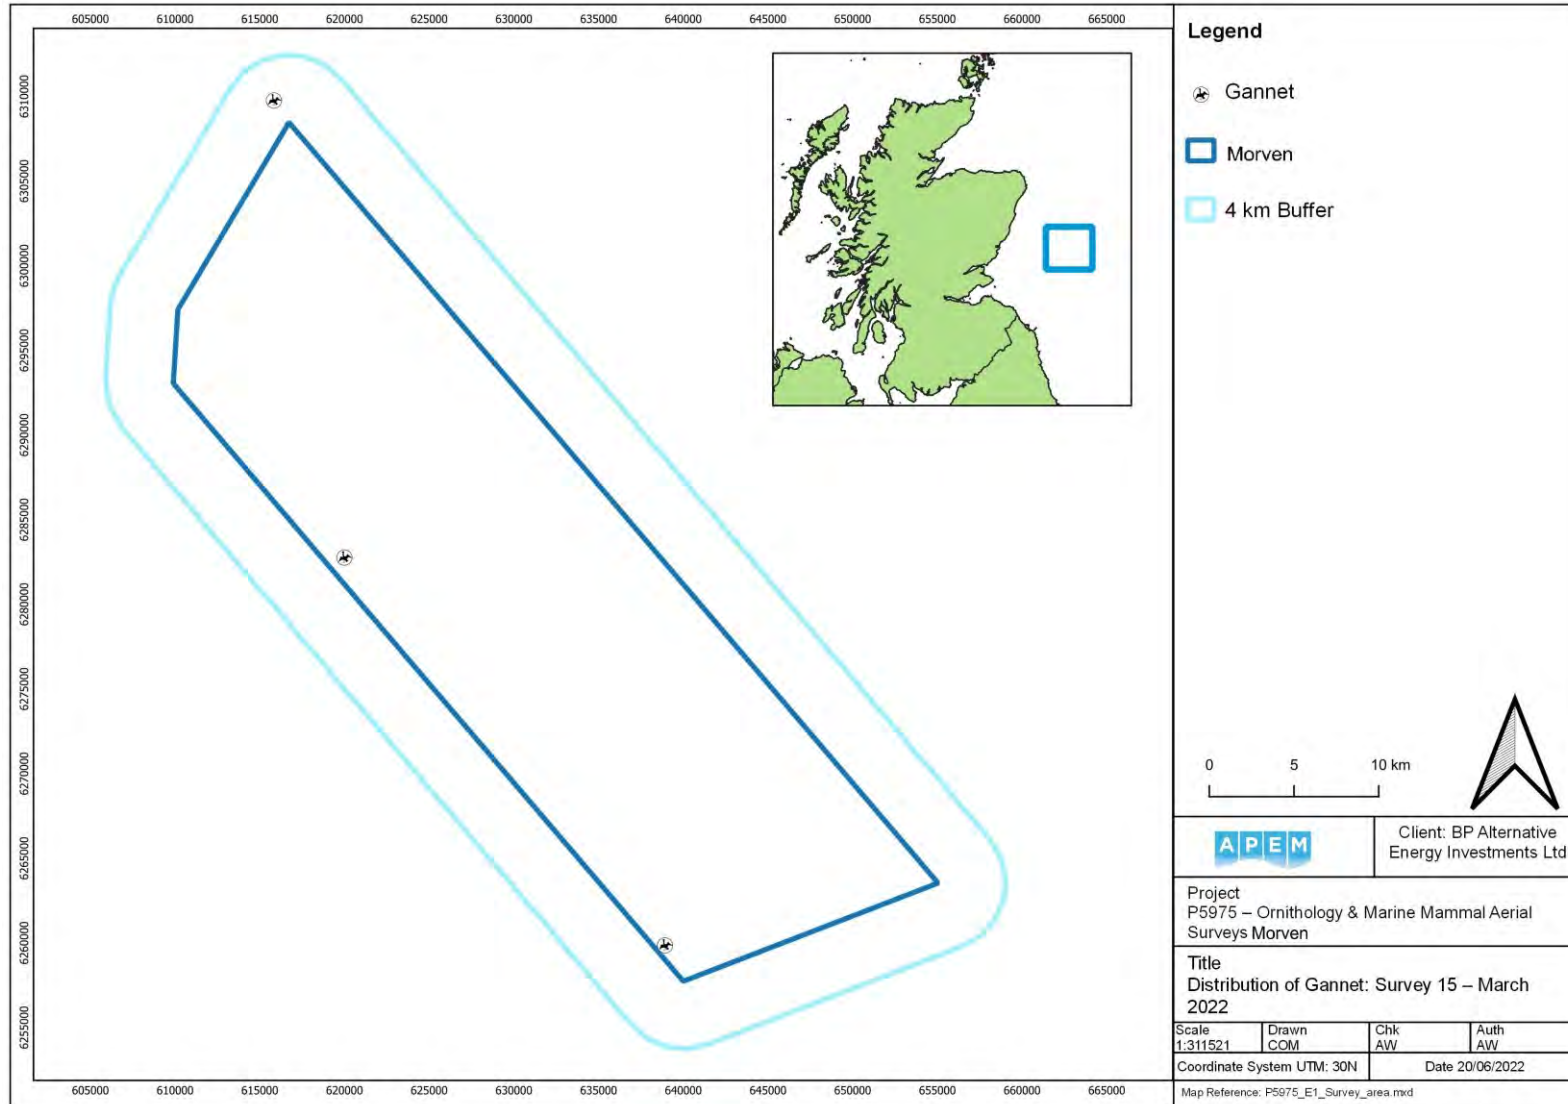 605000 610000 615000 620000 625000 630000 635000 640000 645000 650000 655000 660000 665000
6310000
6305000
6300000
6295000
6290000
6285000
6280000
6275000
6270000
6265000
6260000
6255000
605000 610000 615000 620000 625000 630000 635000 640000 645000 650000 655000 660000 665000
Legend
Gannet
Morven
4 km Buffer
0 5 10 km
APEM
Client: BP Alternative
Energy Investments Ltd
Project
P5975 – Ornithology & Marine Mammal Aerial
Surveys Morven
Title
Distribution of Gannet: Survey 15 – March
2022
Scale
1:311521
Drawn
COM
Chk
AW
Auth
AW
Coordinate System UTM: 30N
Date 20/06/2022
Map Reference: P5975_E1_Survey_area.mxd